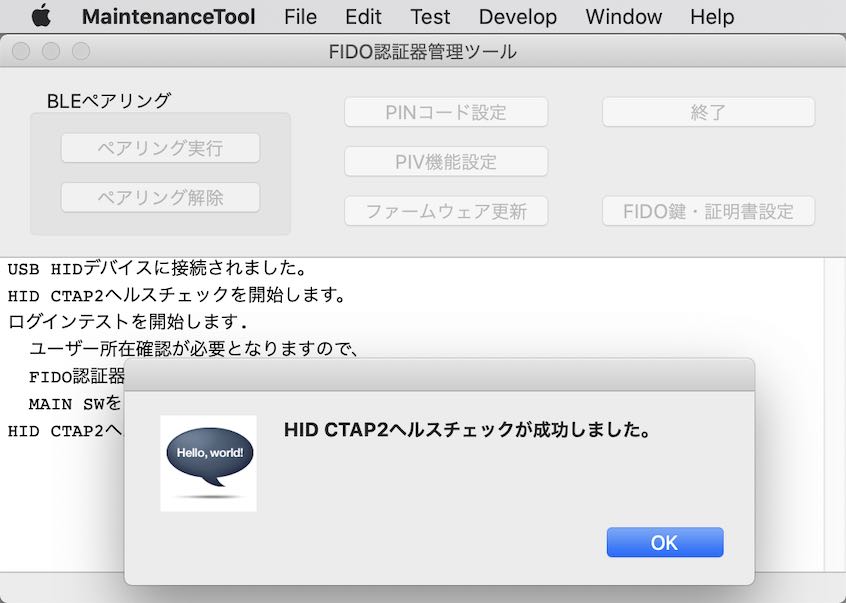 MaintenanceTool File Edit Test Develop Window Help
FIDO認証器管理ツール
BLEペアリング
ペアリング実行
ペアリング解除
PINコード設定
PIV機能設定
ファームウェア更新
終了
FIDO鍵・証明書設定
USB HIDデバイスに接続されました。
HID CTAP2ヘルスチェックを開始します。
ログインテストを開始します.
ユーザー所在確認が必要となりますので、
FIDO認証器
MAIN SWを
HID CTAP2ヘ
Hello, world!
HID CTAP2ヘルスチェックが成功しました。
OK